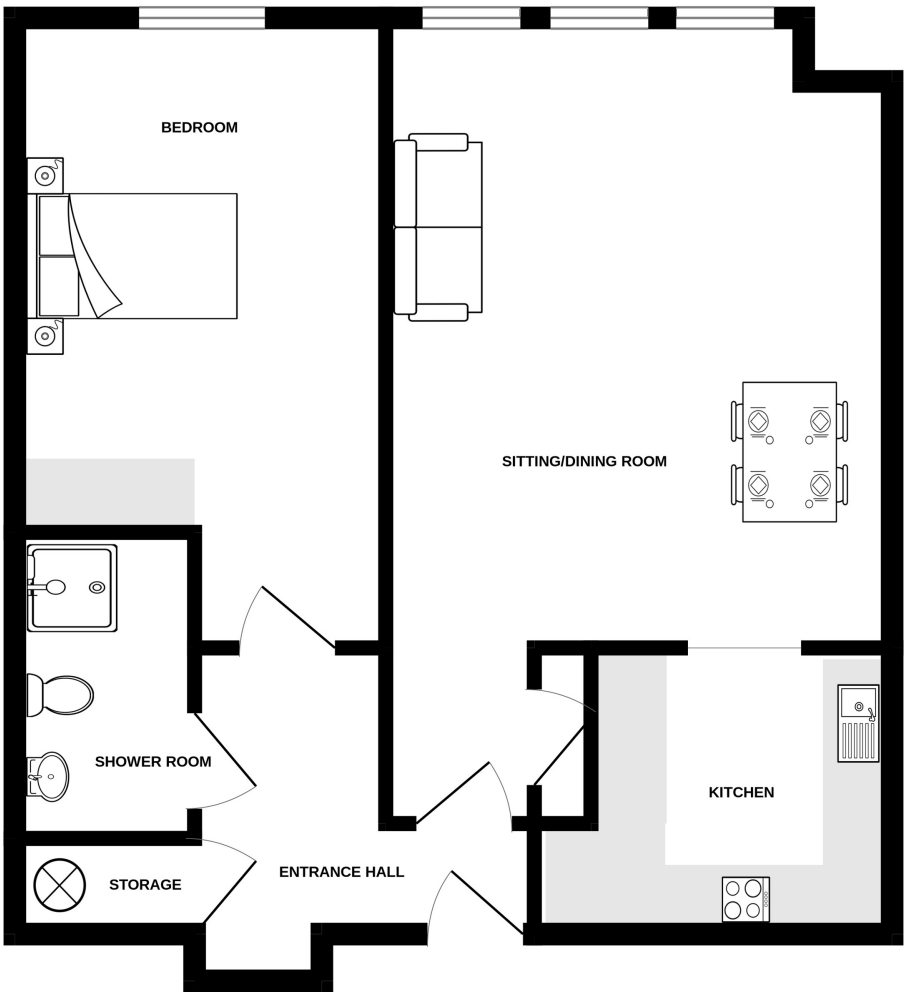 BEDROOM
SITTING/DINING ROOM
SHOWER ROOM
KITCHEN
ENTRANCE HALL
STORAGE